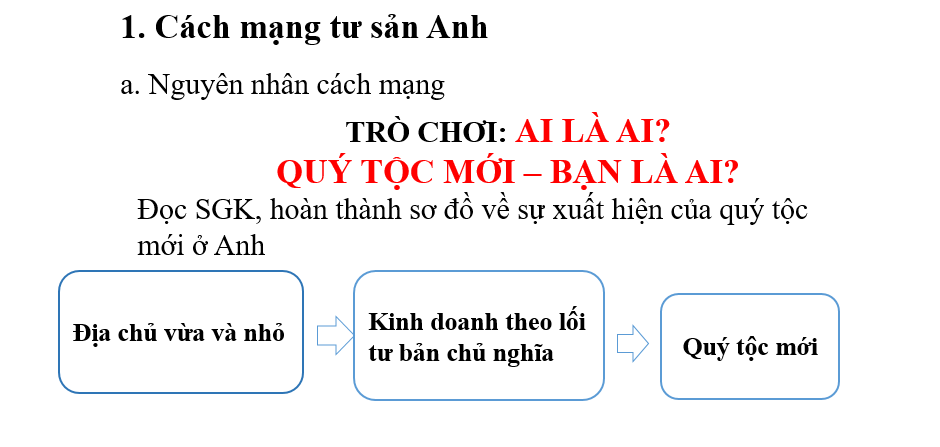 1. Cách mạng tư sản Anh
a. Nguyên nhân cách mạng
TRÒ CHƠI: AI LÀ AI?
QUÝ TỘC MỚI – BẠN LÀ AI?
Đọc SGK, hoàn thành sơ đồ về sự xuất hiện của quý tộc
mới ở Anh
Địa chủ vừa và nhỏ
Kinh doanh theo lối
tư bản chủ nghĩa
Quý tộc mới